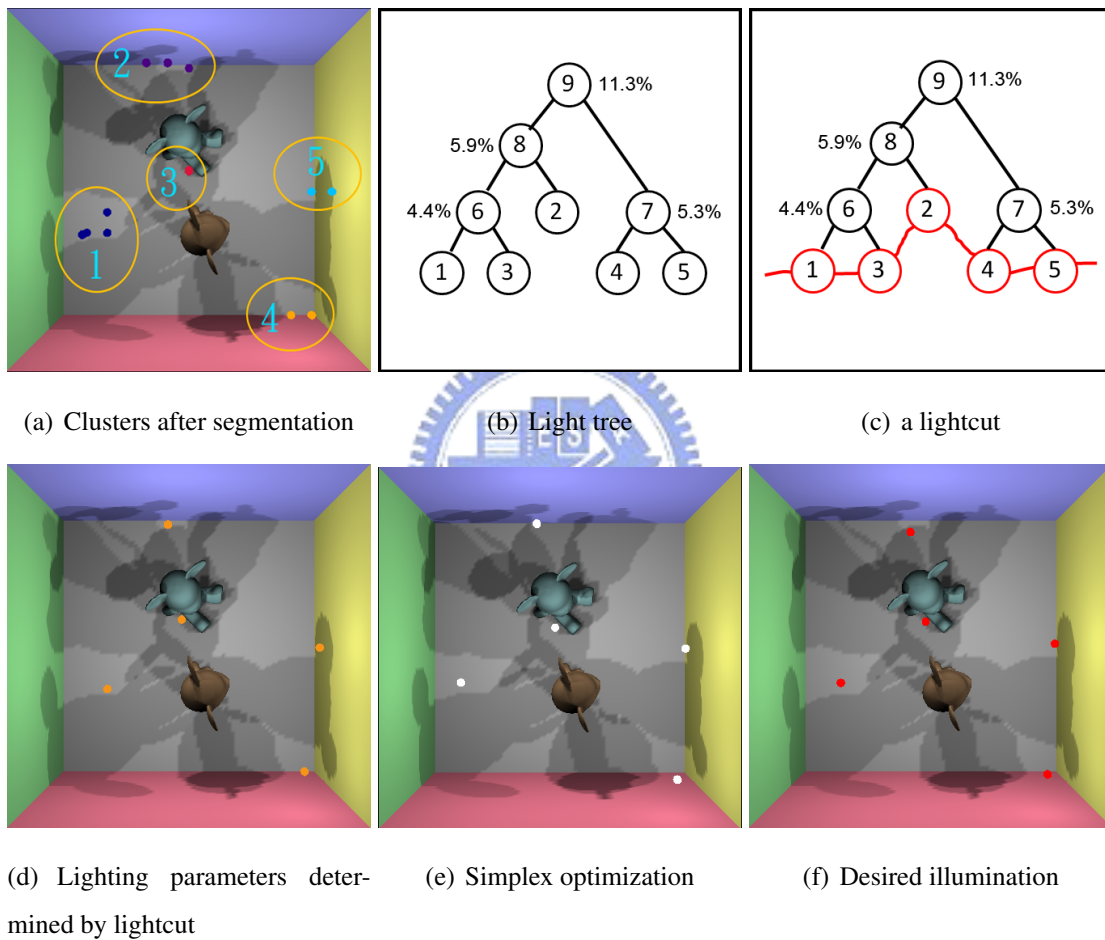 2
5
3
1
4
9 11.3%
5.9% 8
4.4% 6 2 7 5.3%
1 3 4 5
9 11.3%
5.9% 8
4.4% 6 2 7 5.3%
1 3 4 5
(a) Clusters after segmentation
(b) Light tree
(c) a lightcut
(d) Lighting parameters deter-
mined by lightcut
(e) Simplex optimization
(f) Desired illumination